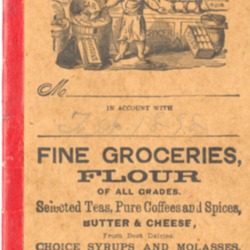 M
IN ACCOUNT WITH
FINE GROCERIES,
FLOUR
OF ALL GRADES.
Selected Teas, Pure Coffees and Spices,
BUTTER & CHEESE,
From Best Dairies.
CHOICE SYRUPS AND MOLASSES,